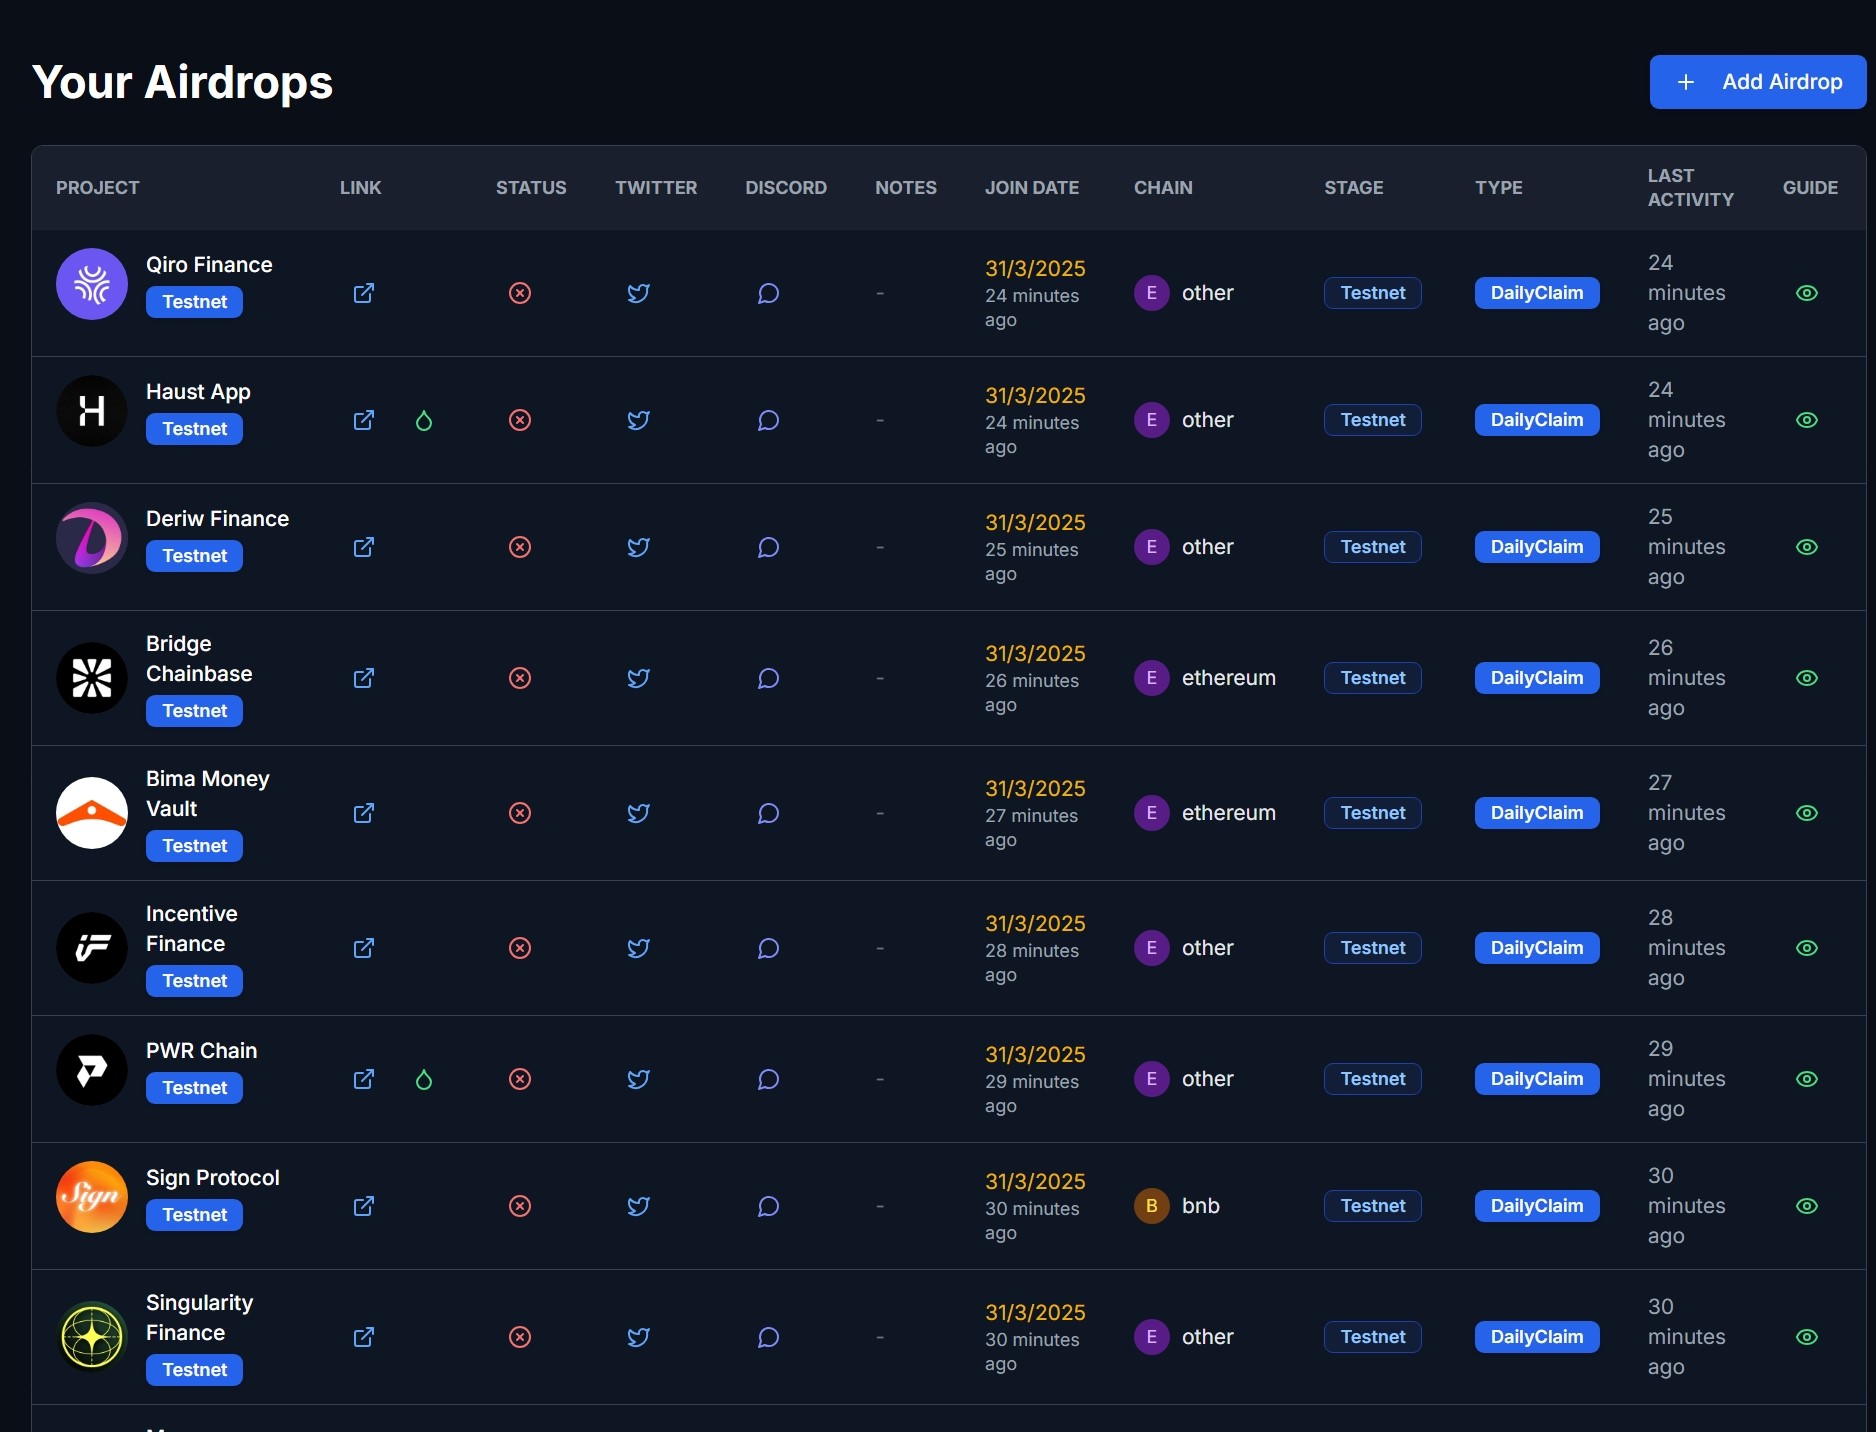 Your Airdrops
+ Add Airdrop
PROJECT LINK STATUS TWITTER DISCORD NOTES JOIN DATE CHAIN STAGE TYPE LAST ACTIVITY GUIDE
Qiro Finance
Testnet
-
31/3/2025
24 minutes
ago
E other
Testnet
DailyClaim
24
minutes
ago
H
Haust App
Testnet
-
31/3/2025
24 minutes
ago
E other
Testnet
DailyClaim
24
minutes
ago
Deriw Finance
Testnet
-
31/3/2025
25 minutes
ago
E other
Testnet
DailyClaim
25
minutes
ago
Bridge
Chainbase
Testnet
-
31/3/2025
26 minutes
ago
E ethereum
Testnet
DailyClaim
26
minutes
ago
Bima Money
Vault
Testnet
-
31/3/2025
27 minutes
ago
E ethereum
Testnet
DailyClaim
27
minutes
ago
Incentive
Finance
Testnet
-
31/3/2025
28 minutes
ago
E other
Testnet
DailyClaim
28
minutes
ago
PWR Chain
Testnet
-
31/3/2025
29 minutes
ago
E other
Testnet
DailyClaim
29
minutes
ago
Sign
Sign Protocol
Testnet
-
31/3/2025
30 minutes
ago
B bnb
Testnet
DailyClaim
30
minutes
ago
Singularity
Finance
Testnet
-
31/3/2025
30 minutes
ago
E other
Testnet
DailyClaim
30
minutes
ago